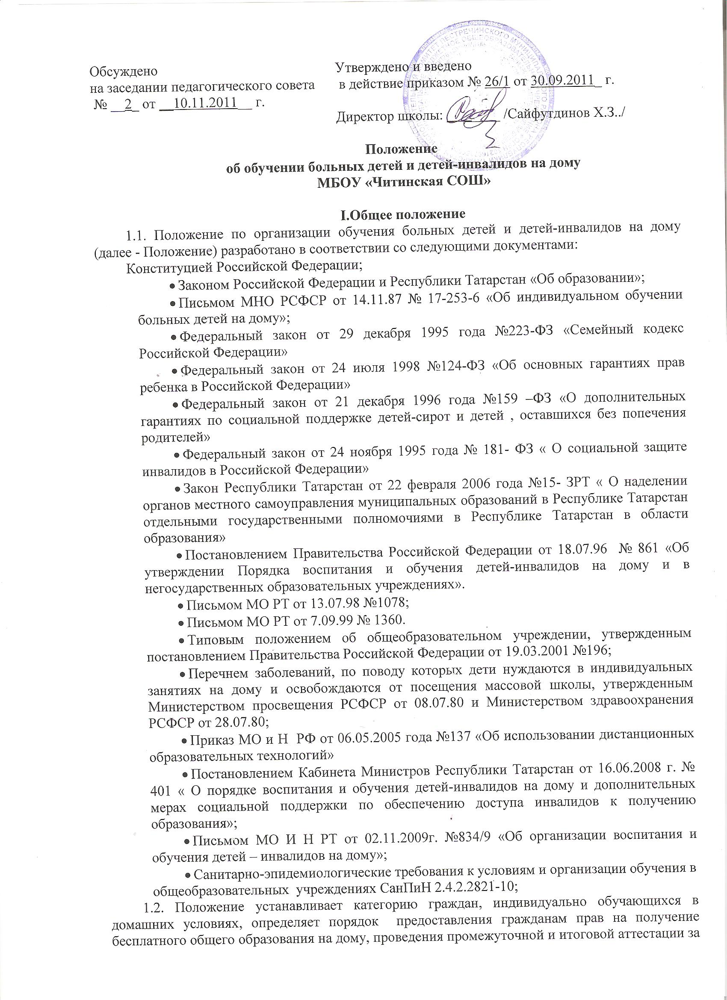 Обсуждено
на заседании педагогического совета
№ __2_ от __10.11.2011__ г.
Утверждено и введено
в действие приказом № 26/1 от 30.09.2011_ г.
Директор школы: ________ /Сайфутдинов Х.З../
Положение
об обучении больных детей и детей-инвалидов на дому
МБОУ «Читинская СОШ»
I.Общее положение
1.1. Положение по организации обучения больных детей и детей-инвалидов на дому
(далее - Положение) разработано в соответствии со следующими документами:
Конституцией Российской Федерации;
• Законом Российской Федерации и Республики Татарстан «Об образовании»;
• Письмом МНО РСФСР от 14.11.87 № 17-253-6 «Об индивидуальном обучении
больных детей на дому»;
• Федеральный закон от 29 декабря 1995 года №223-ФЗ «Семейный кодекс
Российской Федерации»
• Федеральный закон от 24 июля 1998 №124-ФЗ «Об основных гарантиях прав
ребенка в Российской Федерации»
• Федеральный закон от 21 декабря 1996 года №159 –ФЗ «О дополнительных
гарантиях по социальной поддержке детей-сирот и детей , оставшихся без попечения
родителей»
• Федеральный закон от 24 ноября 1995 года № 181- ФЗ « О социальной защите
инвалидов в Российской Федерации»
• Закон Республики Татарстан от 22 февраля 2006 года №15- ЗРТ « О наделении
органов местного самоуправления муниципальных образований в Республике Татарстан
отдельными государственными полномочиями в Республике Татарстан в области
образования»
• Постановлением Правительства Российской Федерации от 18.07.96 № 861 «Об
утверждении Порядка воспитания и обучения детей-инвалидов на дому и в
негосударственных образовательных учреждениях».
• Письмом МО РТ от 13.07.98 №1078;
• Письмом МО РТ от 7.09.99 № 1360.
• Типовым положением об общеобразовательном учреждении, утвержденным
постановлением Правительства Российской Федерации от 19.03.2001 №196;
• Перечнем заболеваний, по поводу которых дети нуждаются в индивидуальных
занятиях на дому и освобождаются от посещения массовой школы, утвержденным
Министерством просвещения РСФСР от 08.07.80 и Министерством здравоохранения
РСФСР от 28.07.80;
• Приказ МО и Н РФ от 06.05.2005 года №137 «Об использовании дистанционных
образовательных технологий»
• Постановлением Кабинета Министров Республики Татарстан от 16.06.2008 г. №
401 « О порядке воспитания и обучения детей-инвалидов на дому и дополнительных
мерах социальной поддержки по обеспечению доступа инвалидов к получению
образования»;
• Письмом МО И Н РТ от 02.11.2009г. №834/9 «Об организации воспитания и
обучения детей – инвалидов на дому»;
• Санитарно-эпидемиологические требования к условиям и организации обучения в
общеобразовательных учреждениях СанПиН 2.4.2.2821-10;
1.2. Положение устанавливает категорию граждан, индивидуально обучающихся в
домашних условиях, определяет порядок предоставления гражданам прав на получение
бесплатного общего образования на дому, проведения промежуточной и итоговой аттестации за